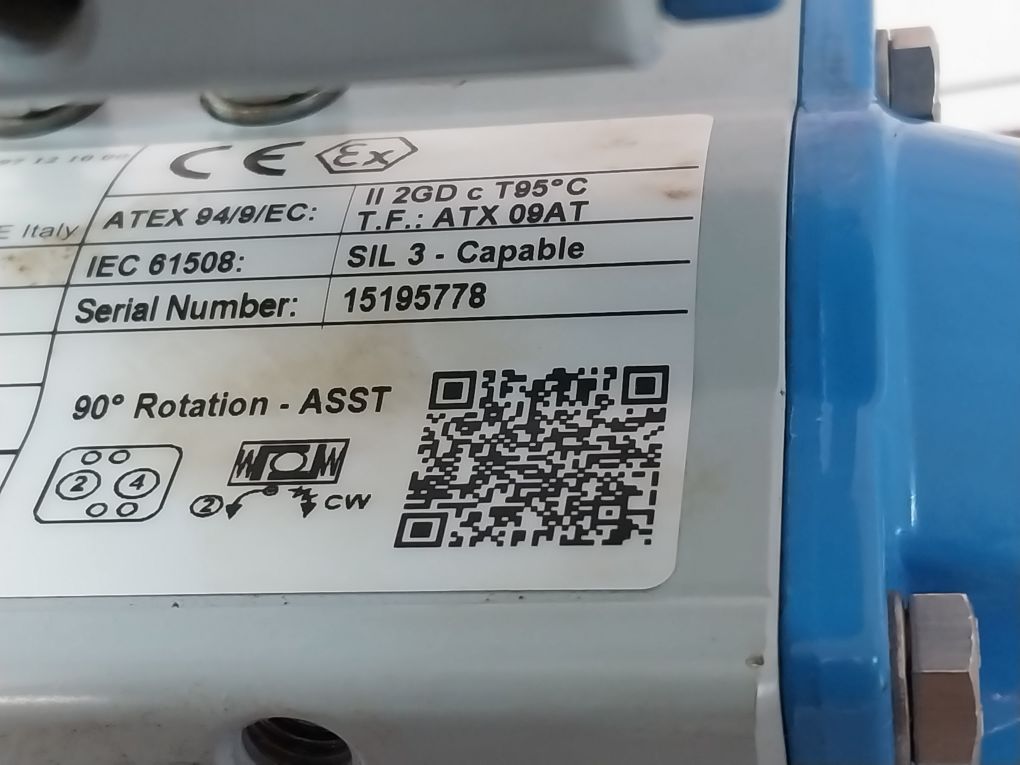 CE Ex
ATEX 94/9/EC: II 2GD c T95°C
T.F.: ATX 09AT
E Italy
IEC 61508: SIL 3 - Capable
Serial Number: 15195778
90° Rotation - ASST
2 4
2 CW